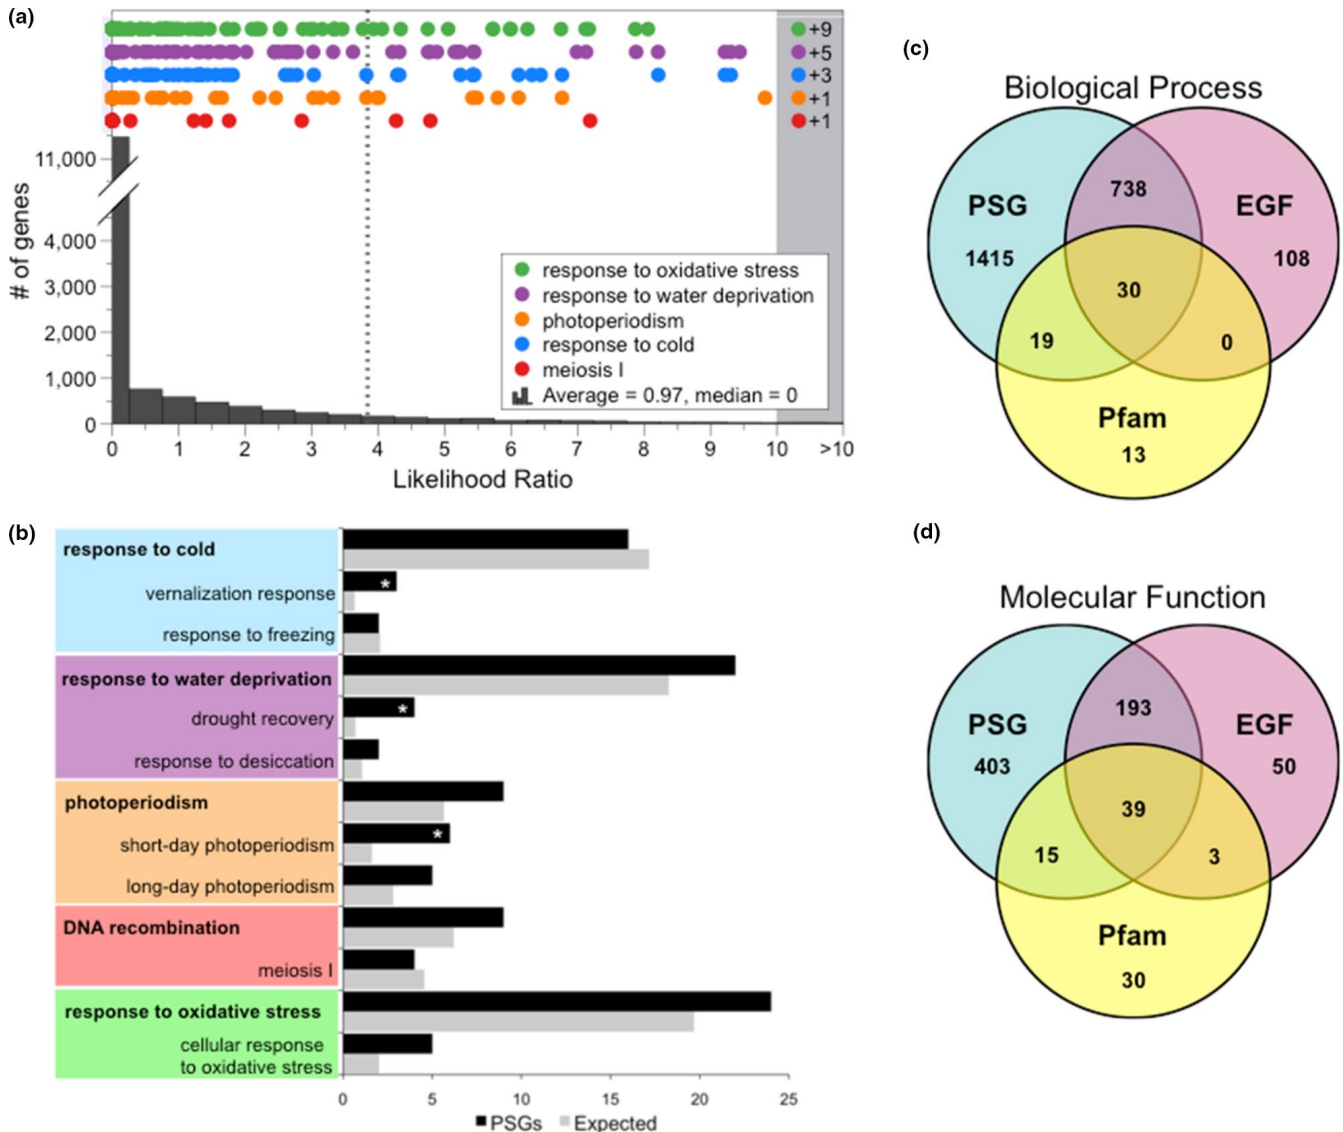 (a)
+9
+5
+3
+1
+1
11,000
4,000
3,000
2,000
1,000
0
# of genes
response to oxidative stress
response to water deprivation
photoperiodism
response to cold
meiosis I
Average = 0.97, median = 0
0 1 2 3 4 5 6 7 8 9 10 >10
Likelihood Ratio
(b)
response to cold
vernalization response
*
response to freezing
response to water deprivation
drought recovery
*
response to desiccation
photoperiodism
short-day photoperiodism
*
long-day photoperiodism
DNA recombination
meiosis I
response to oxidative stress
cellular response
to oxidative stress
0 5 10 15 20 25
PSGs Expected
(c)
Biological Process
738
PSG EGF
1415 108
30
19 0
Pfam
13
(d)
Molecular Function
193
PSG EGF
403 50
39
15 3
Pfam
30